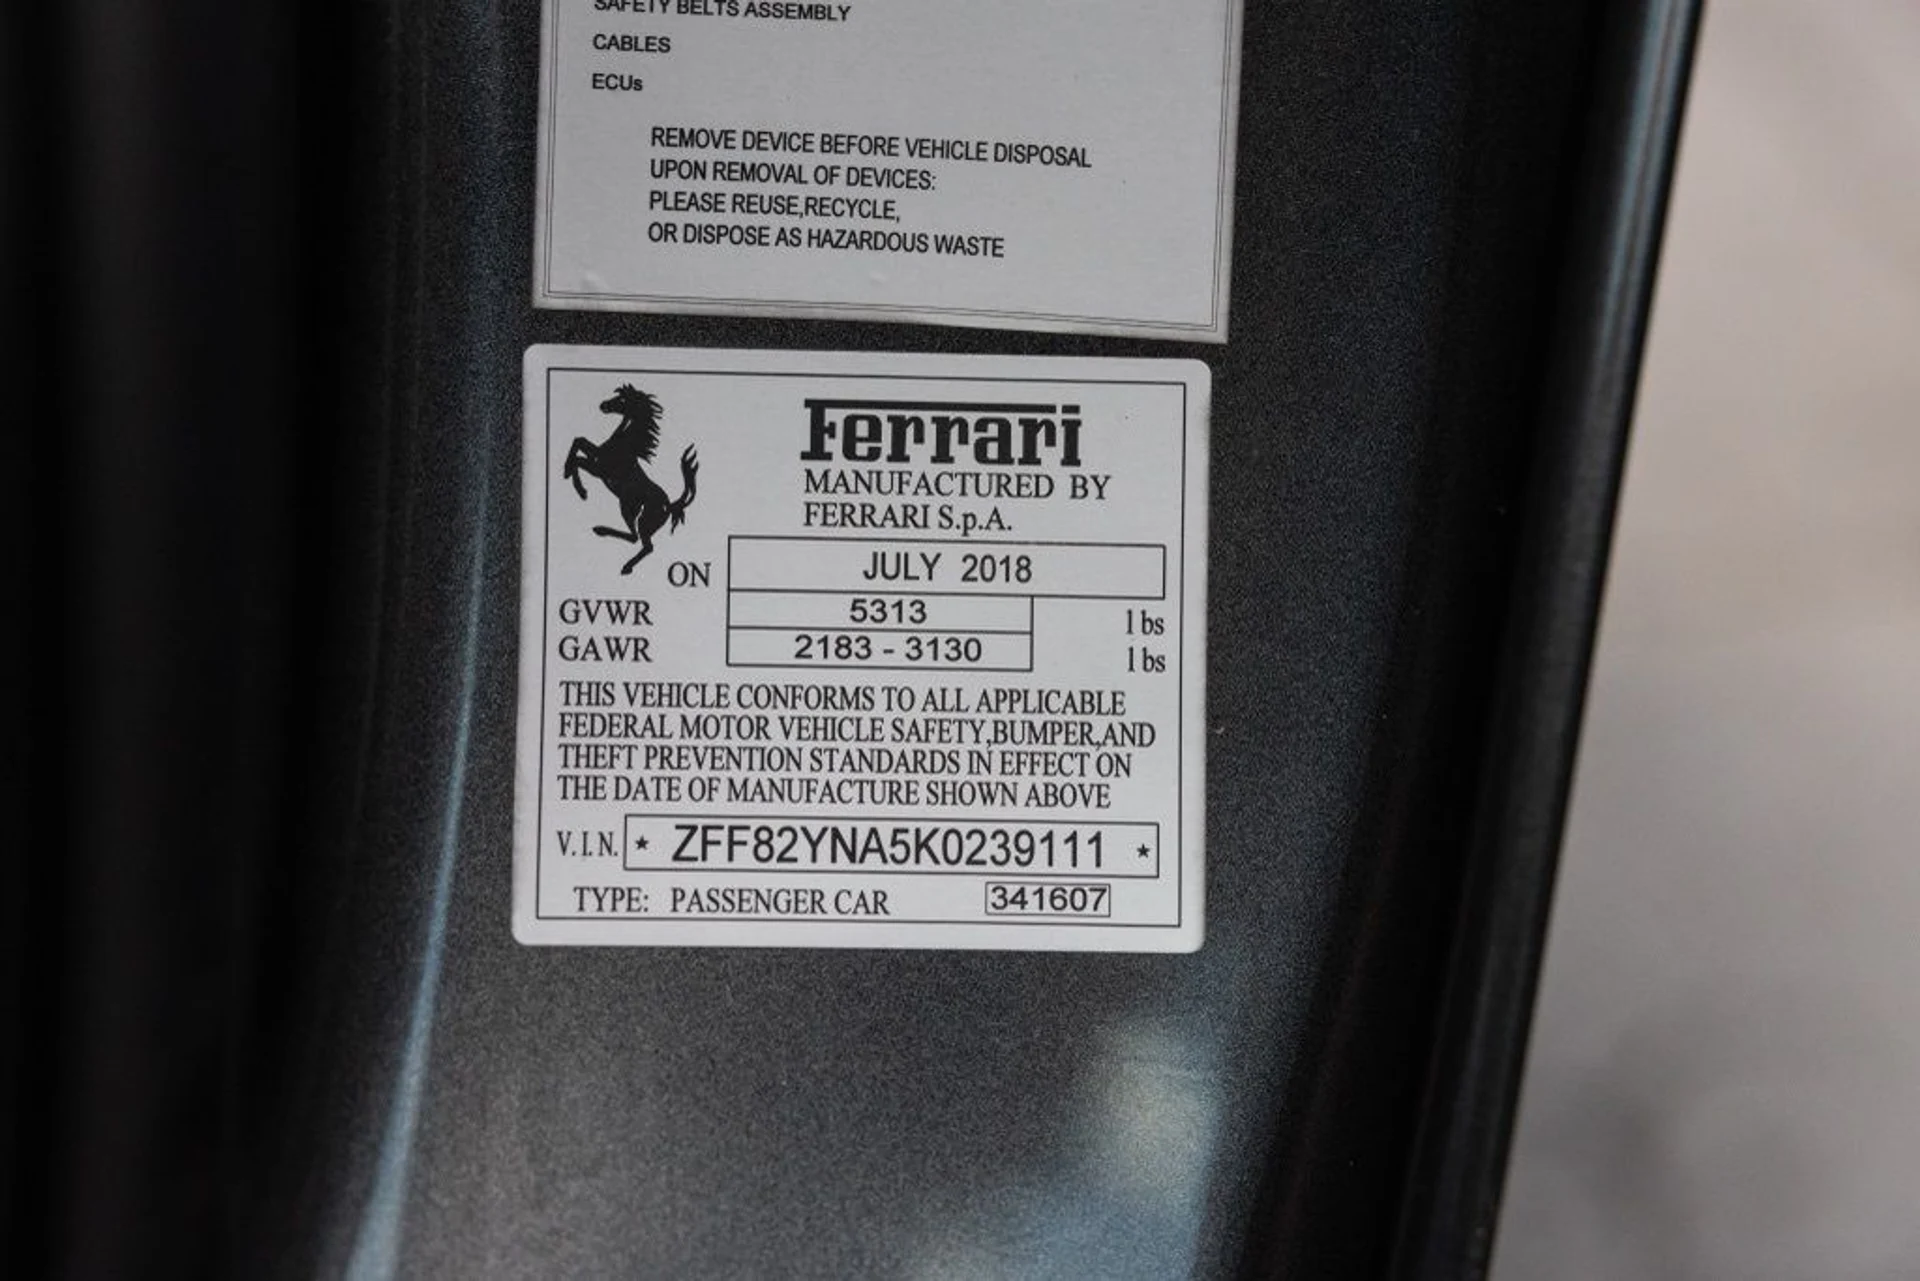 SAFETY BELTS ASSEMBLY
CABLES
ECUs
REMOVE DEVICE BEFORE VEHICLE DISPOSAL
UPON REMOVAL OF DEVICES:
PLEASE REUSE,RECYCLE,
OR DISPOSE AS HAZARDOUS WASTE
Ferrari
MANUFACTURED BY
FERRARI S.p.A.
ON JULY 2018
GVWR 5313 lbs
GAWR 2183 - 3130 lbs
THIS VEHICLE CONFORMS TO ALL APPLICABLE
FEDERAL MOTOR VEHICLE SAFETY,BUMPER,AND
THEFT PREVENTION STANDARDS IN EFFECT ON
THE DATE OF MANUFACTURE SHOWN ABOVE
V.I.N. * ZFF82YNA5K0239111 *
TYPE: PASSENGER CAR 341607